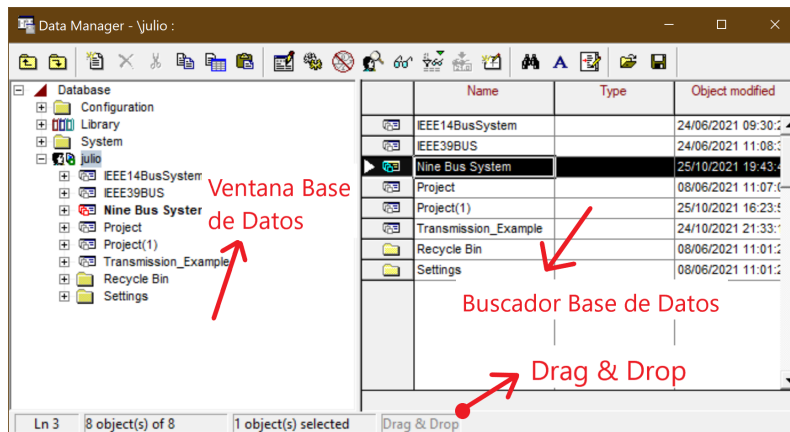 Data Manager - \julio :
Database
Configuration
Library
System
julio
IEEE14BusSystem
IEEE39BUS
Nine Bus System
Project
Project(1)
Transmission_Example
Recycle Bin
Settings
Ventana Base
de Datos
Name Type Object modified
IEEE14BusSystem 24/06/2021 09:30:2
IEEE39BUS 24/06/2021 11:08:
Nine Bus System 25/10/2021 19:43:4
Project 08/06/2021 11:07:
Project(1) 25/10/2021 16:23:
Transmission_Example 24/10/2021 21:33:
Recycle Bin 08/06/2021 11:01:2
Settings 08/06/2021 11:01:2
Buscador Base de Datos
Drag & Drop
Ln 3 8 object(s) of 8 1 object(s) selected Drag & Drop